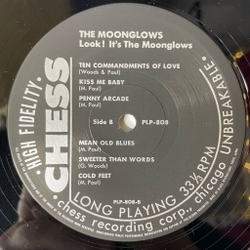 THE MOONGLOWS
Look! It's The Moonglows
TEN COMMANDMENTS OF LOVE
(Woods & Paul)
KISS ME BABY
(M. Paul)
PENNY ARCADE
(M. Paul)
Side B
PLP-808
MEAN OLD BLUES
(M. Paul)
SWEETER THAN WORDS
(G. Woods)
COLD FEET
(M. Paul)
PLP-808-B
HIGH FIDELITY
CHESS
LONG PLAYING 33⅓ RPM
chess recording corp., chicago
UNBREAKABLE